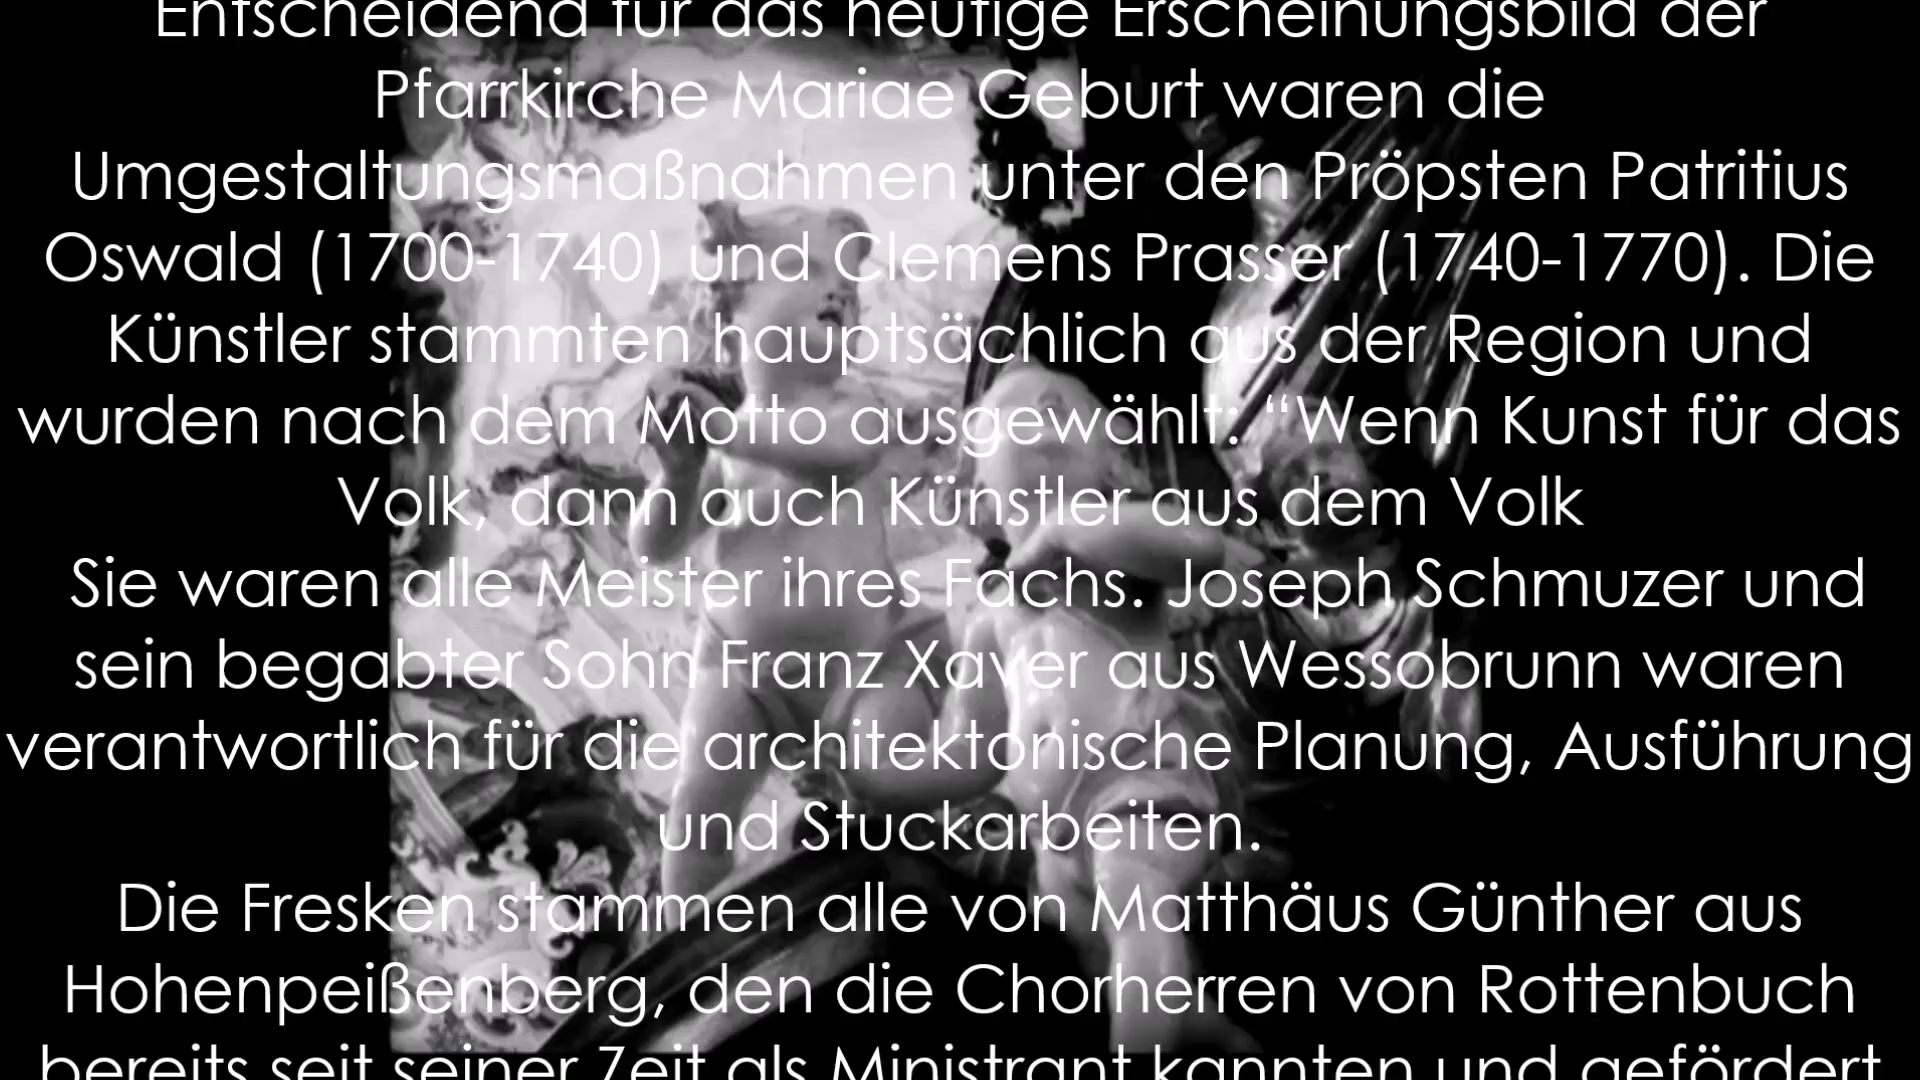 Entscheidend für das heutige Erscheinungsbild der
Pfarrkirche Mariae Geburt waren die
Umgestaltungsmaßnahmen unter den Pröpsten Patritius
Oswald (1700-1740) und Clemens Prasser (1740-1770). Die
Künstler stammten hauptsächlich aus der Region und
wurden nach dem Motto ausgewählt: “Wenn Kunst für das
Volk, dann auch Künstler aus dem Volk
Sie waren alle Meister ihres Fachs. Joseph Schmuzer und
sein begabter Sohn Franz Xaver aus Wessobrunn waren
verantwortlich für die architektonische Planung, Ausführung
und Stuckarbeiten.
Die Fresken stammen alle von Matthäus Günther aus
Hohenpeißenberg, den die Chorherren von Rottenbuch
bereits seit seiner Zeit als Ministrant kannten und gefördert